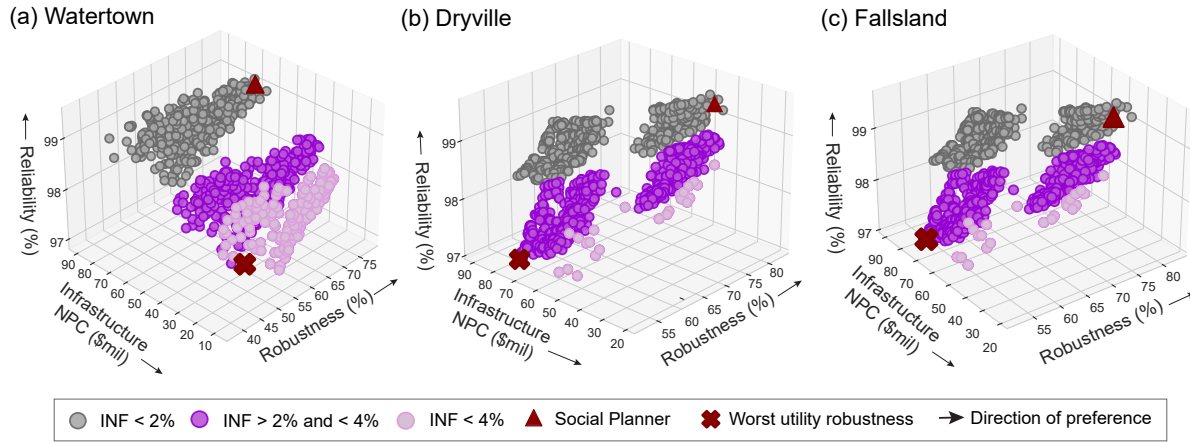 (a) Watertown
(b) Dryville
(c) Fallsland
Reliability (%)
99
98
97
90
80
70
60
50
40
30
20
10
Infrastructure
NPC ($mil)
40
45
50
55
60
65
70
75
Robustness (%)
Reliability (%)
99
98
97
90
80
70
60
50
40
30
20
Infrastructure
NPC ($mil)
55
60
65
70
75
80
Robustness (%)
Reliability (%)
99
98
97
90
80
70
60
50
40
30
20
Infrastructure
NPC ($mil)
55
60
65
70
75
80
Robustness (%)
INF < 2%
INF > 2% and < 4%
INF < 4%
Social Planner
Worst utility robustness
Direction of preference